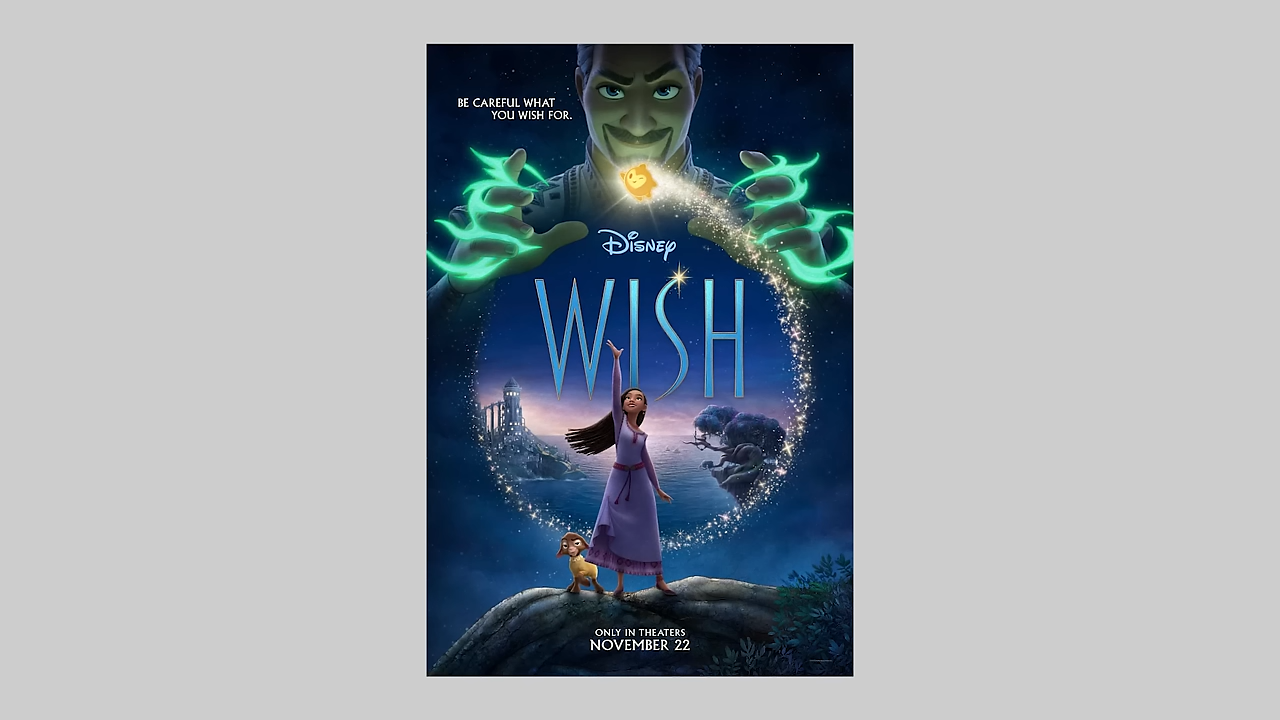 BE CAREFUL WHAT
YOU WISH FOR.
Disney
WISH
ONLY IN THEATERS
NOVEMBER 22